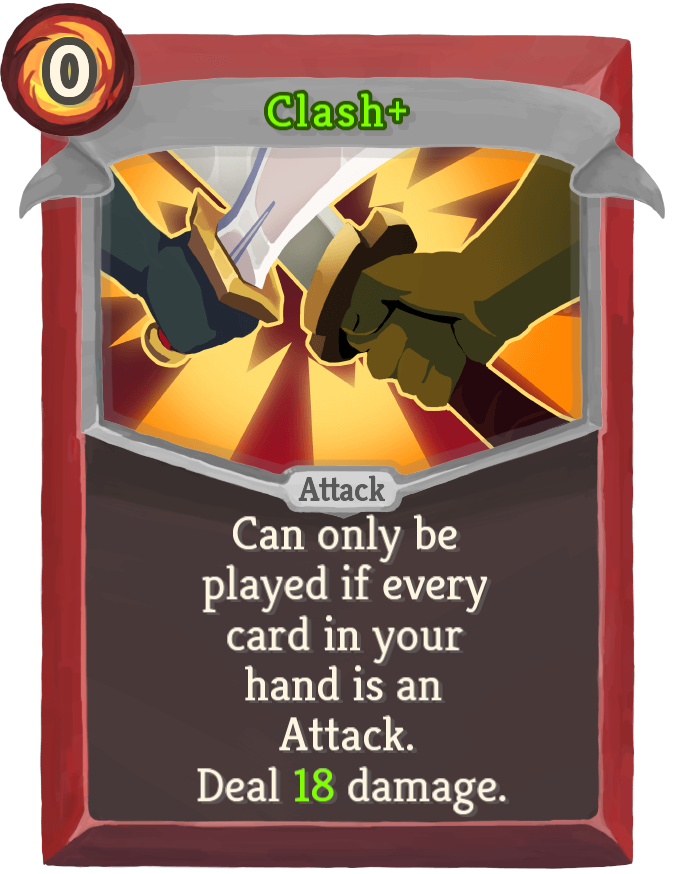 0
Clash+
Attack
Can only be
played if every
card in your
hand is an
Attack.
Deal 18 damage.